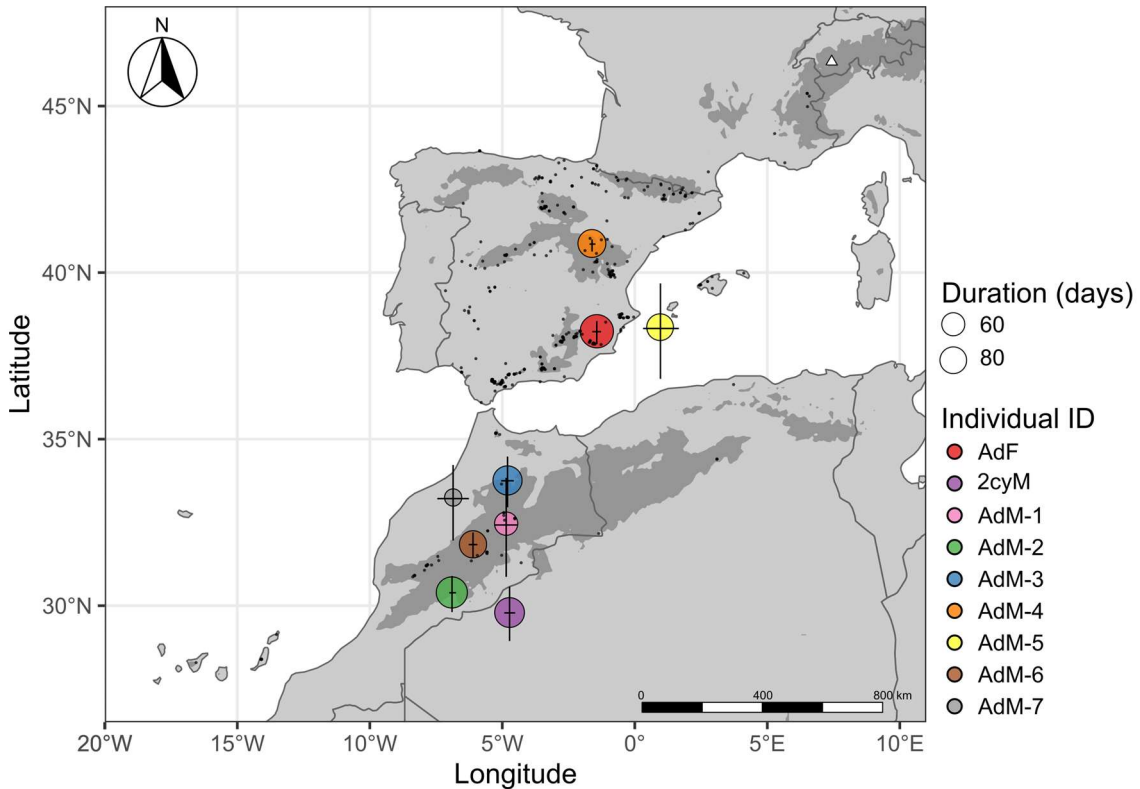 N
45°N
40°N
35°N
30°N
Latitude
0 400 800 km
20°W 15°W 10°W 5°W 0° 5°E 10°E
Longitude
Duration (days)
60
80
Individual ID
AdF
2cyM
AdM-1
AdM-2
AdM-3
AdM-4
AdM-5
AdM-6
AdM-7